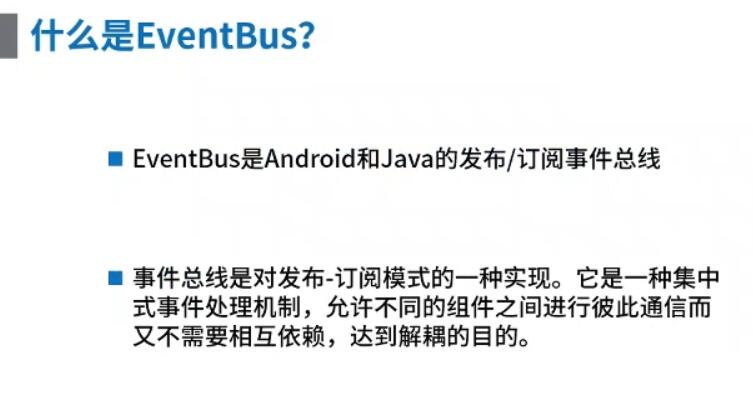 什么是EventBus?
EventBus是Android和Java的发布/订阅事件总线
事件总线是对发布-订阅模式的一种实现。它是一种集中
式事件处理机制，允许不同的组件之间进行彼此通信而
又不需要相互依赖，达到解耦的目的。